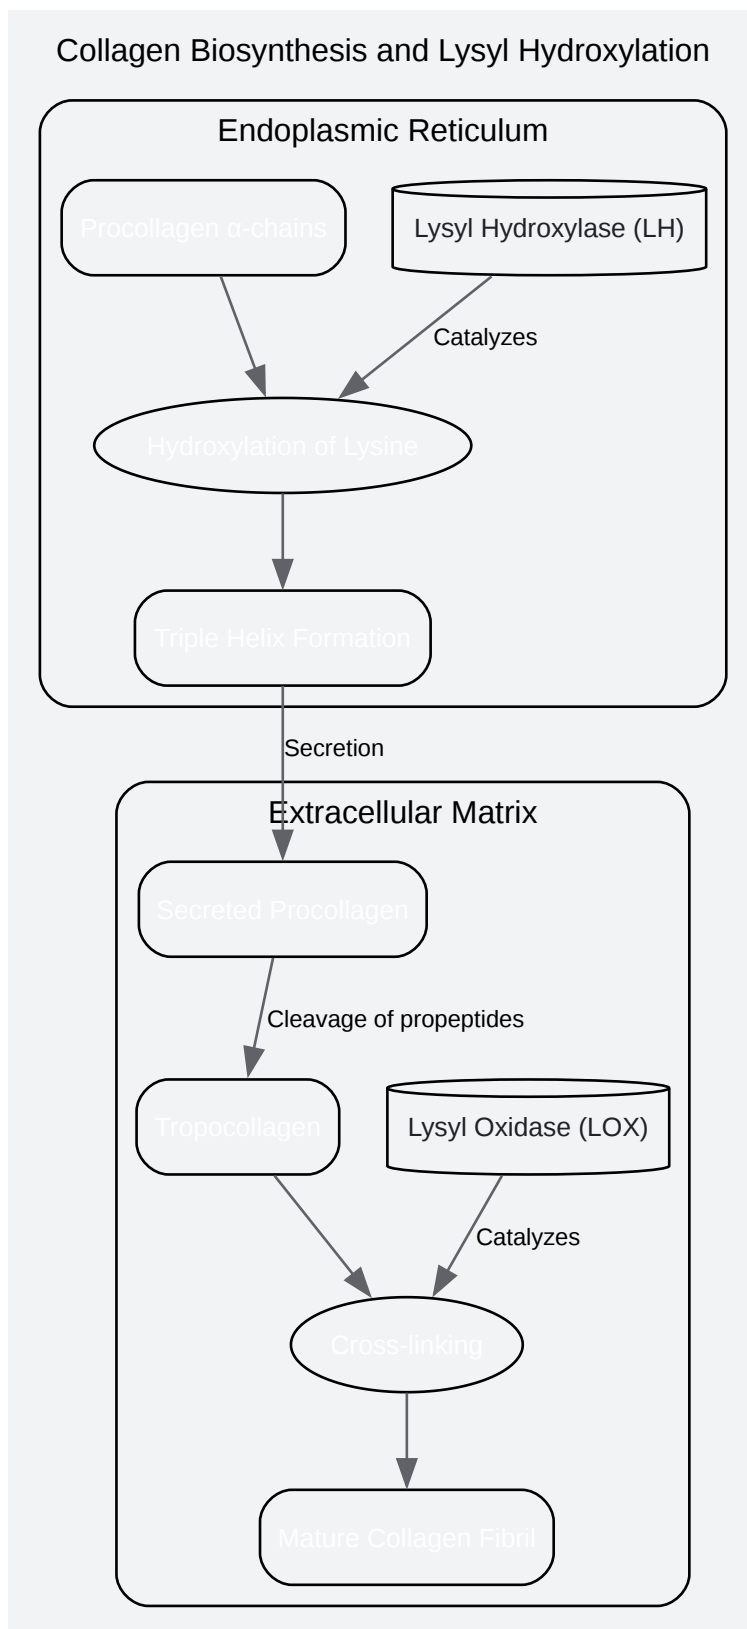 Collagen Biosynthesis and Lysyl Hydroxylation
Endoplasmic Reticulum
Procollagen α-chains
Lysyl Hydroxylase (LH)
Catalyzes
Hydroxylation of Lysine
Triple Helix Formation
Secretion
Extracellular Matrix
Secreted Procollagen
Cleavage of propeptides
Tropocollagen
Lysyl Oxidase (LOX)
Catalyzes
Cross-linking
Mature Collagen Fibril